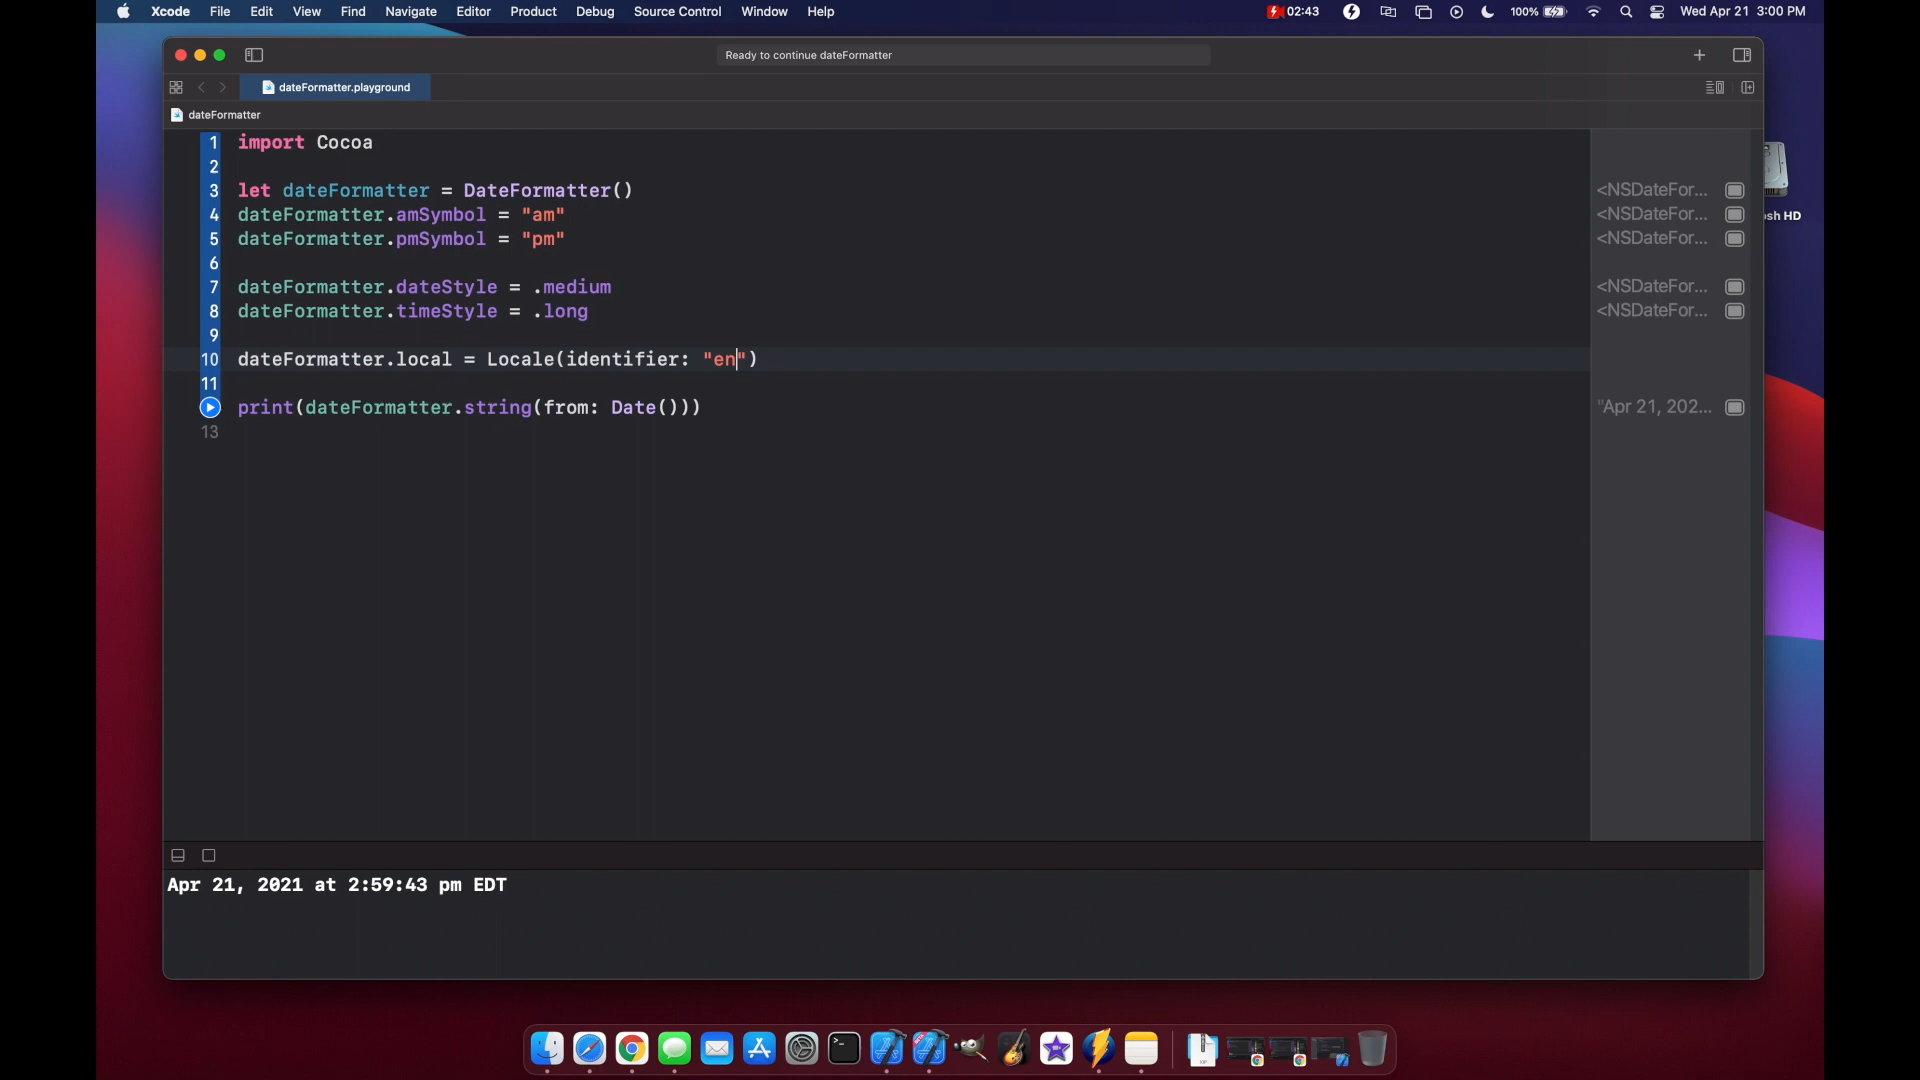 Xcode File Edit View Find Navigate Editor Product Debug Source Control Window Help 02:43 100% Wed Apr 21 3:00 PM
Ready to continue dateFormatter
dateFormatter.playground
dateFormatter
1 import Cocoa
2
3 let dateFormatter = DateFormatter() <NSDateFor...
4 dateFormatter.amSymbol = "am" <NSDateFor...
5 dateFormatter.pmSymbol = "pm" <NSDateFor...
6
7 dateFormatter.dateStyle = .medium <NSDateFor...
8 dateFormatter.timeStyle = .long <NSDateFor...
9
10 dateFormatter.local = Locale(identifier: "en")
11
print(dateFormatter.string(from: Date())) "Apr 21, 202...
13
osh HD
Apr 21, 2021 at 2:59:43 pm EDT